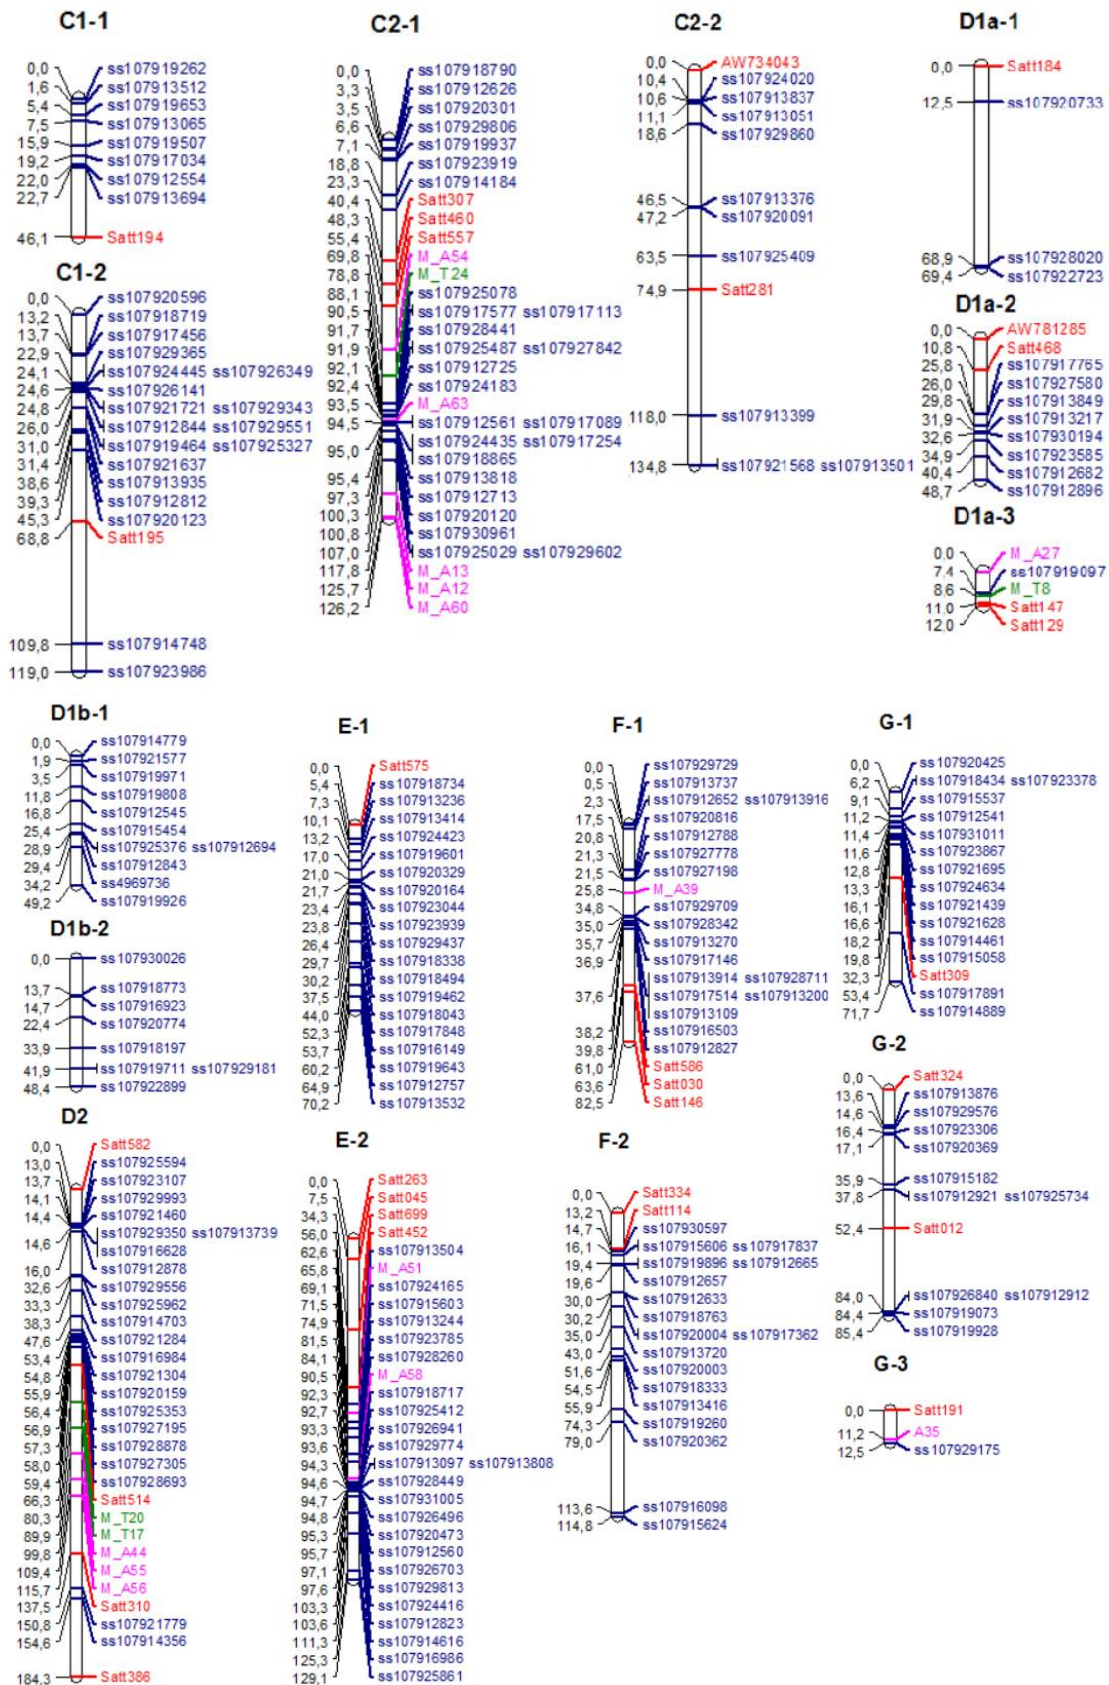 C1-1
0,0 ss107919262
1,6 ss107913512
5,4 ss107919653
7,5 ss107913065
15,9 ss107919507
19,2 ss107917034
22,0 ss107912554
22,7 ss107913694
46,1 Satt194
C1-2
0,0 ss107920596
13,2 ss107918719
13,7 ss107917456
22,9 ss107929365
24,1 ss107924445 ss107926349
24,6 ss107926141
24,8 ss107921721 ss107929343
26,0 ss107912844 ss107929551
31,0 ss107919464 ss107925327
31,4 ss107921637
38,6 ss107913935
39,3 ss107912812
45,3 ss107920123
68,8 Satt195
109,8 ss107914748
119,0 ss107923986
C2-1
0,0 ss107918790
3,3 ss107912626
3,5 ss107920301
6,6 ss107929806
7,1 ss107919937
18,8 ss107923919
23,3 ss107914184
40,4 Satt307
48,3 Satt460
55,4 Satt557
69,8 M_A54
78,8 M_T24
88,1 ss107925078
90,5 ss107917577 ss107917113
91,7 ss107928441
91,9 ss107925487 ss107927842
92,1 ss107912725
92,4 ss107924183
93,5 M_A63
94,5 ss107912561 ss107917089
95,0 ss107924435 ss107917254
ss107918865
95,4 ss107913818
97,3 ss107912713
100,3 ss107920120
100,8 ss107930961
107,0 ss107925029 ss107929602
117,8 M_A13
125,7 M_A12
126,2 M_A60
C2-2
0,0 AW734043
10,4 ss107924020
10,6 ss107913837
11,1 ss107913051
18,6 ss107929860
46,5 ss107913376
47,2 ss107920091
63,5 ss107925409
74,9 Satt281
118,0 ss107913399
134,8 ss107921568 ss107913501
D1a-1
0,0 Satt184
12,5 ss107920733
68,9 ss107928020
69,4 ss107922723
D1a-2
0,0 AW781285
10,8 Satt468
25,8 ss107917765
26,0 ss107927580
29,8 ss107913849
31,9 ss107913217
32,6 ss107930194
34,9 ss107923585
40,4 ss107912682
48,7 ss107912896
D1a-3
0,0 M_A27
7,4 ss107919097
8,6 M_T8
11,0 Satt147
12,0 Satt129
D1b-1
0,0 ss107914779
1,9 ss107921577
3,5 ss107919971
11,8 ss107919808
16,8 ss107912545
25,4 ss107915454
28,9 ss107925376 ss107912694
29,4 ss107912843
34,2 ss4969736
49,2 ss107919926
D1b-2
0,0 ss107930026
13,7 ss107918773
14,7 ss107916923
22,4 ss107920774
33,9 ss107918197
41,9 ss107919711 ss107929181
48,4 ss107922899
D2
0,0 Satt582
13,0 ss107925594
13,7 ss107923107
14,1 ss107929993
14,4 ss107921460
14,6 ss107929350 ss107913739
ss107916628
16,0 ss107912878
32,6 ss107929556
33,3 ss107925962
38,3 ss107914703
47,6 ss107921284
53,4 ss107916984
54,8 ss107921304
55,9 ss107920159
56,4 ss107925353
56,9 ss107927195
57,3 ss107928878
58,0 ss107927305
59,4 ss107928693
66,3 Satt514
80,3 M_T20
89,9 M_T17
99,8 M_A44
109,4 M_A55
115,7 M_A56
137,5 Satt310
150,8 ss107921779
154,6 ss107914356
184,3 Satt386
E-1
0,0 Satt575
5,4 ss107918734
7,3 ss107913236
10,1 ss107913414
13,2 ss107924423
17,0 ss107919601
21,0 ss107920329
21,7 ss107920164
23,4 ss107923044
23,8 ss107923939
26,4 ss107929437
29,7 ss107918338
30,2 ss107918494
37,5 ss107919462
44,0 ss107918043
52,3 ss107917848
53,7 ss107916149
60,2 ss107919643
64,9 ss107912757
70,2 ss107913532
E-2
0,0 Satt263
7,5 Satt045
34,3 Satt699
56,0 Satt452
62,6 ss107913504
65,8 M_A51
69,1 ss107924165
71,5 ss107915603
74,9 ss107913244
81,5 ss107923785
84,1 ss107928260
90,5 M_A58
92,3 ss107918717
92,7 ss107925412
93,3 ss107926941
93,6 ss107929774
94,3 ss107913097 ss107913808
94,6 ss107928449
94,7 ss107931005
94,8 ss107926496
95,3 ss107920473
95,7 ss107912560
97,1 ss107926703
97,6 ss107929813
103,3 ss107924416
103,6 ss107912823
111,3 ss107914616
125,3 ss107916986
129,1 ss107925861
F-1
0,0 ss107929729
0,5 ss107913737
2,3 ss107912652 ss107913916
17,5 ss107920816
20,8 ss107912788
21,3 ss107927778
21,5 ss107927198
25,8 M_A39
34,8 ss107929709
35,0 ss107928342
35,7 ss107913270
36,9 ss107917146
37,6 ss107913914 ss107928711
ss107917514 ss107913200
ss107913109
38,2 ss107916503
39,8 ss107912827
61,0 Satt586
63,6 Satt030
82,5 Satt146
F-2
0,0 Satt334
13,2 Satt114
14,7 ss107930597
16,1 ss107915606 ss107917837
19,4 ss107919896 ss107912665
19,6 ss107912657
30,0 ss107912633
30,2 ss107918763
35,0 ss107920004 ss107917362
43,0 ss107913720
51,6 ss107920003
54,5 ss107918333
55,9 ss107913416
74,3 ss107919260
79,0 ss107920362
113,6 ss107916098
114,8 ss107915624
G-1
0,0 ss107920425
6,2 ss107918434 ss107923378
9,1 ss107915537
11,2 ss107912541
11,4 ss107931011
11,6 ss107923867
12,8 ss107921695
13,3 ss107924634
16,1 ss107921439
16,6 ss107921628
18,2 ss107914461
19,8 ss107915058
32,3 Satt309
53,4 ss107917891
71,7 ss107914889
G-2
0,0 Satt324
13,6 ss107913876
14,6 ss107929576
16,4 ss107923306
17,1 ss107920369
35,9 ss107915182
37,8 ss107912921 ss107925734
52,4 Satt012
84,0 ss107926840 ss107912912
84,4 ss107919073
85,4 ss107919928
G-3
0,0 Satt191
11,2 A35
12,5 ss107929175